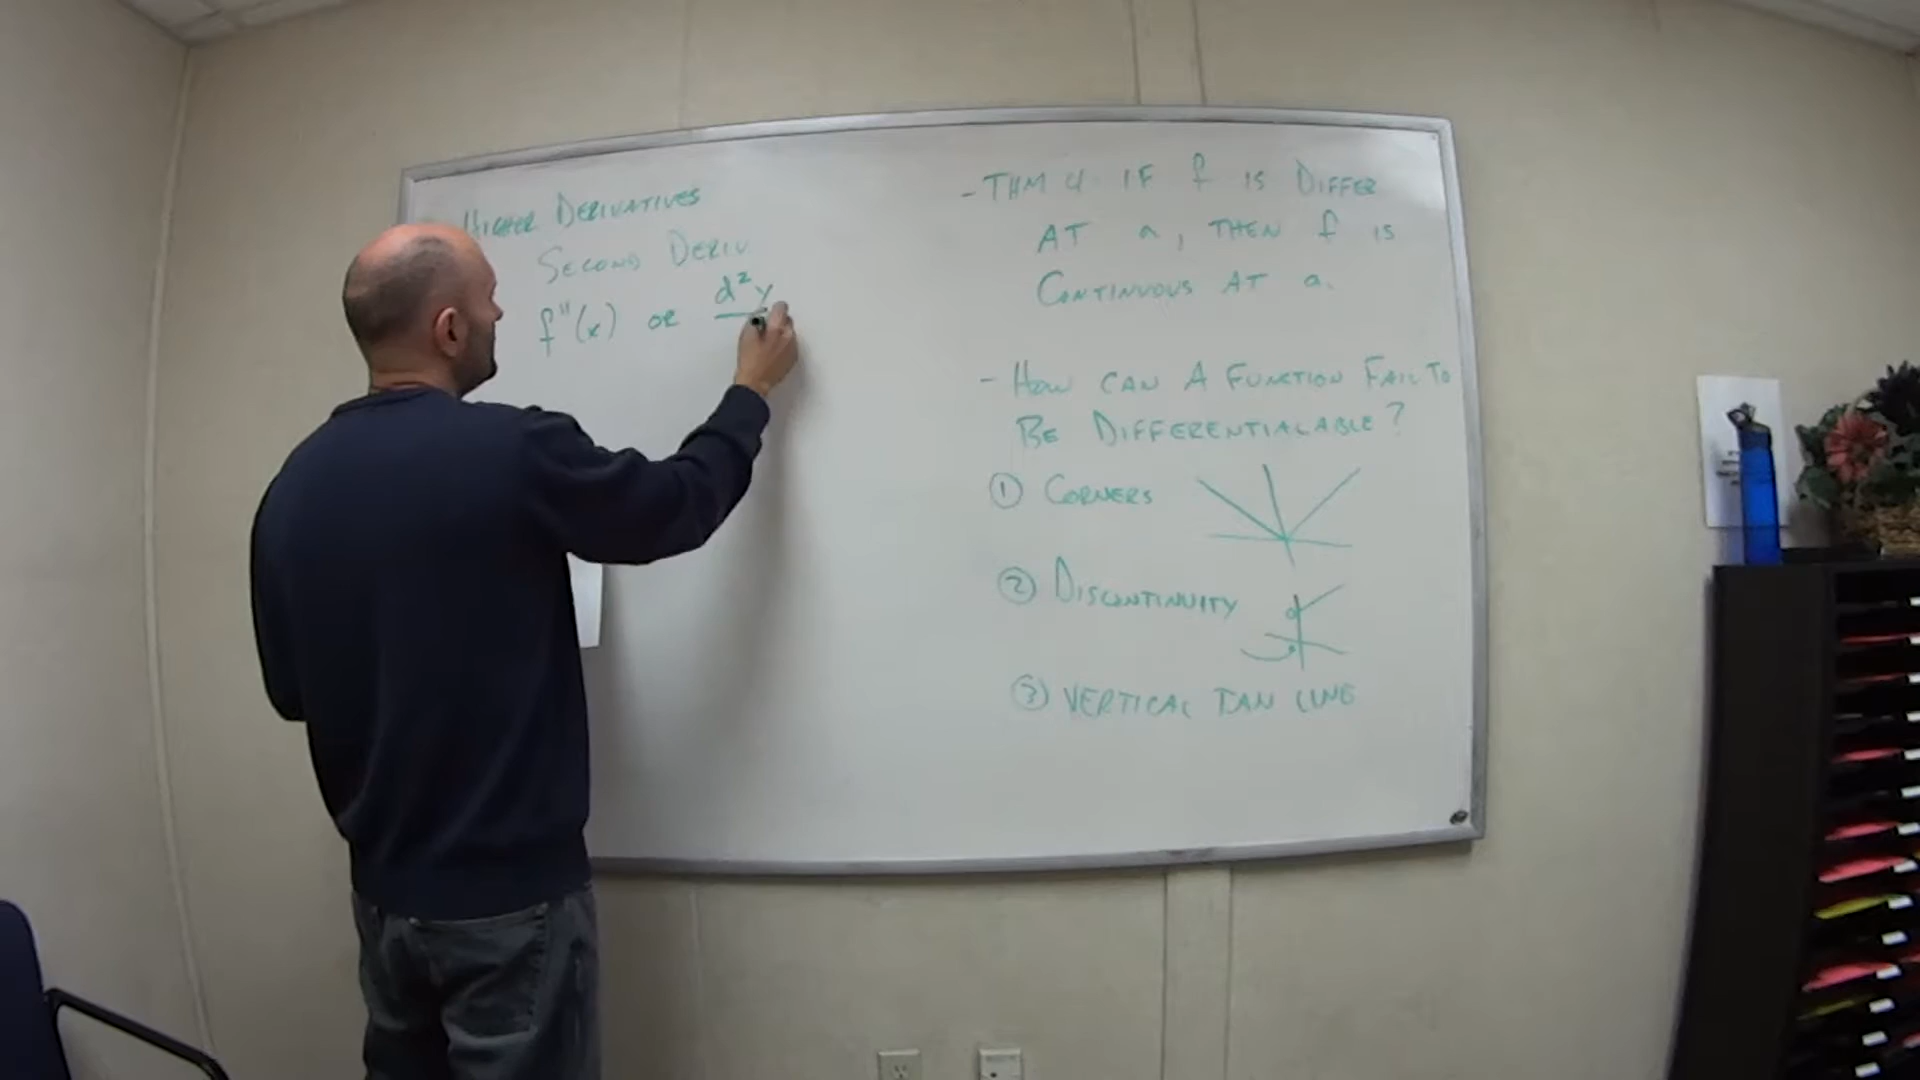 HIGHER DERIVATIVES
SECOND DERIV
f"(x) OR d²y
- THM 4: IF f IS DIFFER
AT a, THEN f IS
CONTINUOUS AT a.
- HOW CAN A FUNCTION FAIL TO
BE DIFFERENTIALABLE?
① CORNERS
② DISCONTINUITY
③ VERTICAL TAN LINE